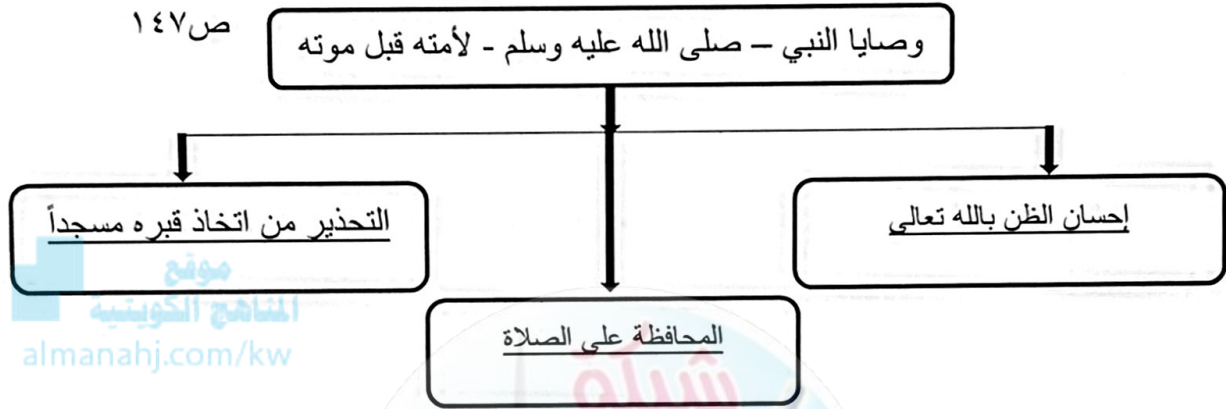 ص١٤٧
وصايا النبي – صلى الله عليه وسلم - لأمته قبل موته
إحسان الظن بالله تعالى
التحذير من اتخاذ قبره مسجداً
المحافظة على الصلاة
موقع
المناهج الكويتية
almanahj.com/kw
شبكة